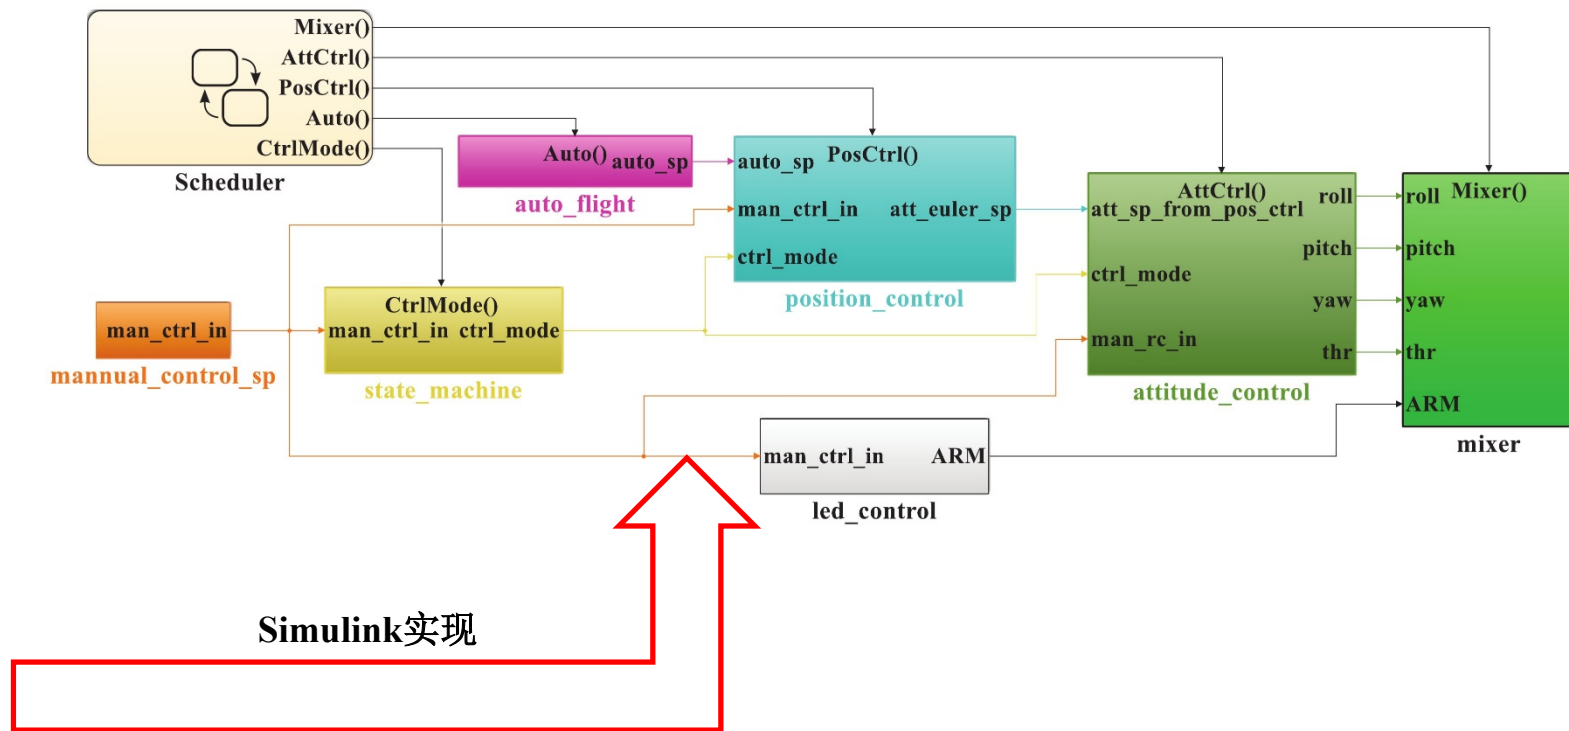 Mixer()
AttCtrl()
PosCtrl()
Auto()
CtrlMode()
Scheduler
Auto() auto_sp
auto_flight
PosCtrl()
auto_sp
man_ctrl_in att_euler_sp
ctrl_mode
position_control
AttCtrl() roll
att_sp_from_pos_ctrl
pitch
ctrl_mode
yaw
man_rc_in
thr
attitude_control
roll Mixer()
pitch
yaw
thr
ARM
mixer
man_ctrl_in
mannual_control_sp
CtrlMode()
man_ctrl_in ctrl_mode
state_machine
man_ctrl_in ARM
led_control
Simulink实现